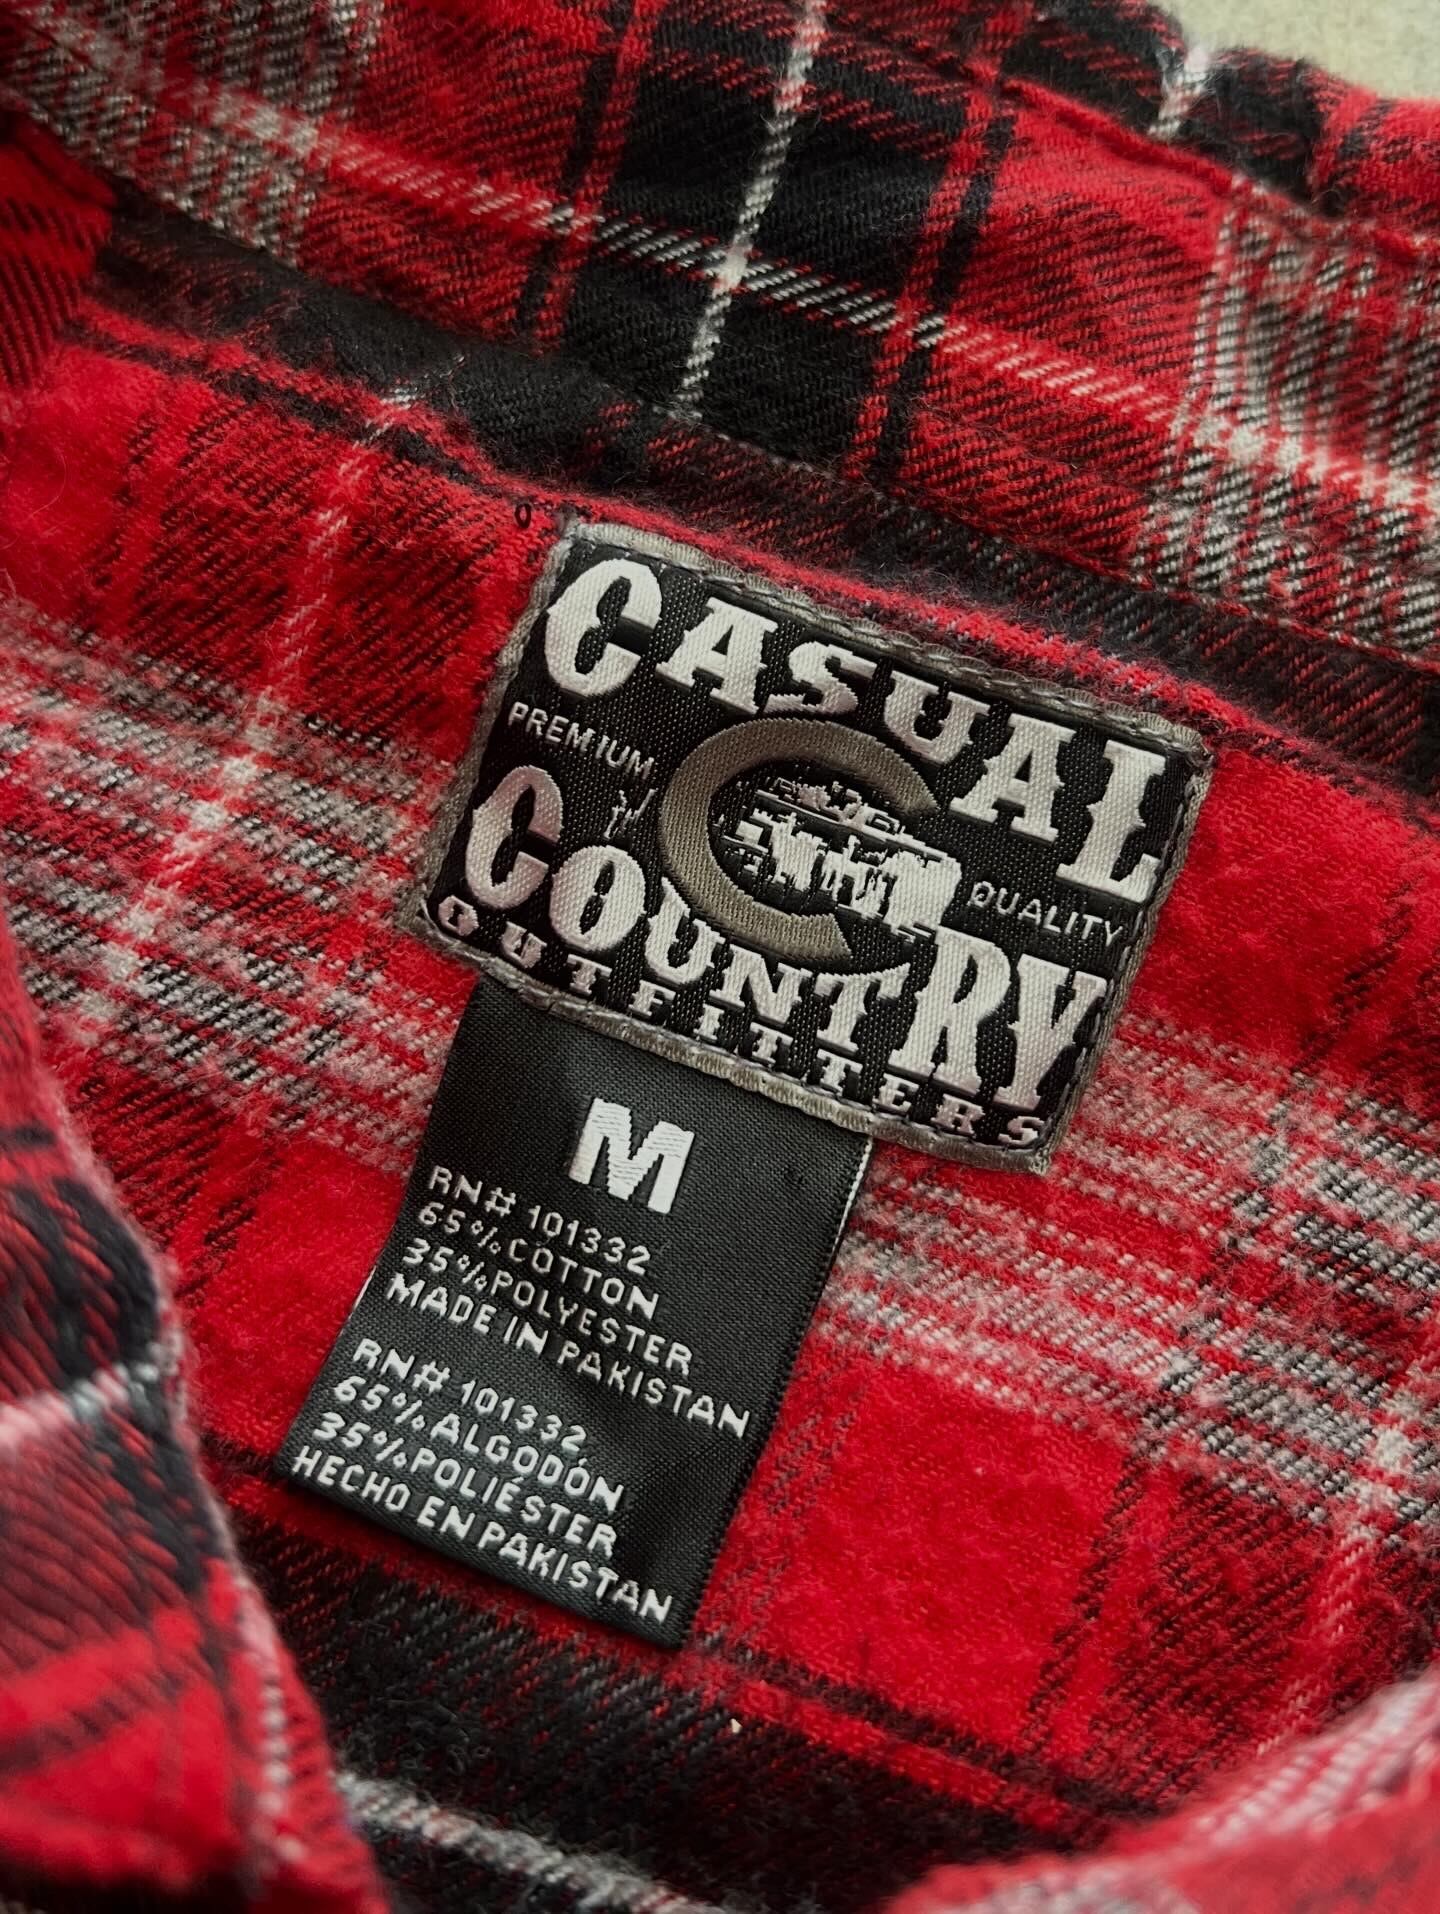 CASUAL
PREMIUM QUALITY
COUNTRY
OUTFITTERS
M
RN# 101332
65% COTTON
35% POLYESTER
MADE IN PAKISTAN
RN# 101332
65% ALGODÓN
35% POLIÉSTER
HECHO EN PAKISTAN